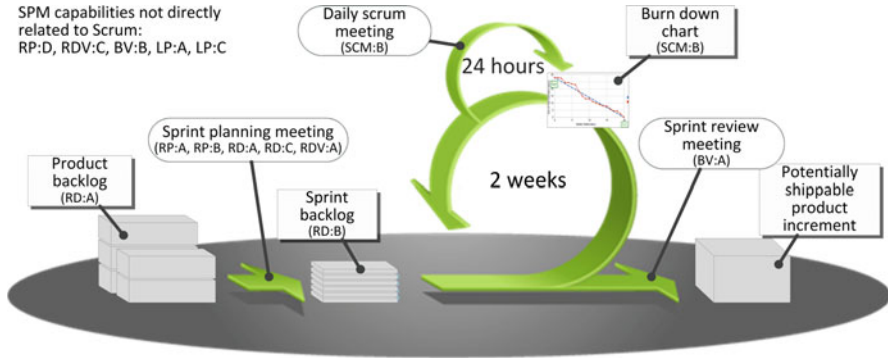 SPM capabilities not directly
related to Scrum:
RP:D, RDV:C, BV:B, LP:A, LP:C
Daily scrum
meeting
(SCM:B)
Burn down
chart
(SCM:B)
24 hours
Sprint planning meeting
(RP:A, RP:B, RD:A, RD:C, RDV:A)
Sprint review
meeting
(BV:A)
Product
backlog
(RD:A)
2 weeks
Potentially
shippable
product
increment
Sprint
backlog
(RD:B)